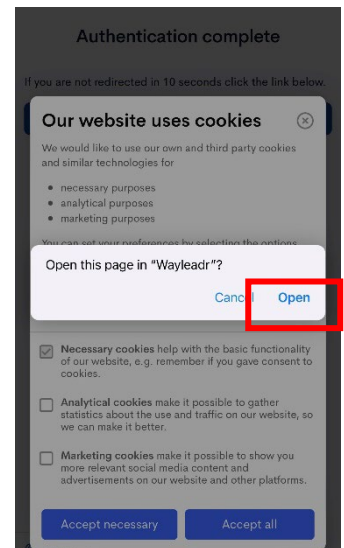 Authentication complete
If you are not redirected in 10 seconds click the link below.
Our website uses cookies
We would like to use our own and third party cookies
and similar technologies for
• necessary purposes
• analytical purposes
• marketing purposes
You can set your preferences by selecting the options
Open this page in “Wayleadr”?
Cancel Open
Necessary cookies help with the basic functionality
of our website, e.g. remember if you gave consent to
cookies.
Analytical cookies make it possible to gather
statistics about the use and traffic on our website, so
we can make it better.
Marketing cookies make it possible to show you
more relevant social media content and
advertisements on our website and other platforms.
Accept necessary Accept all